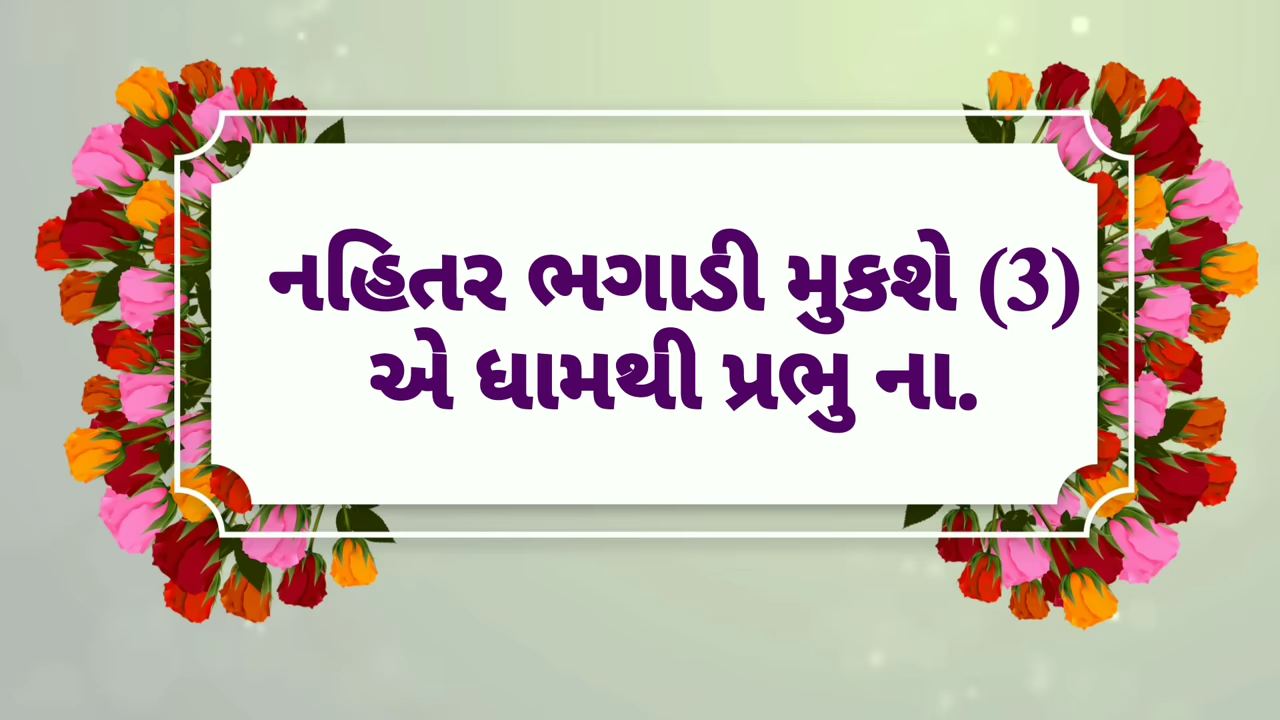 નહિતર ભગાડી મુકશે (3)
એ ધામથી પ્રભુ ના.